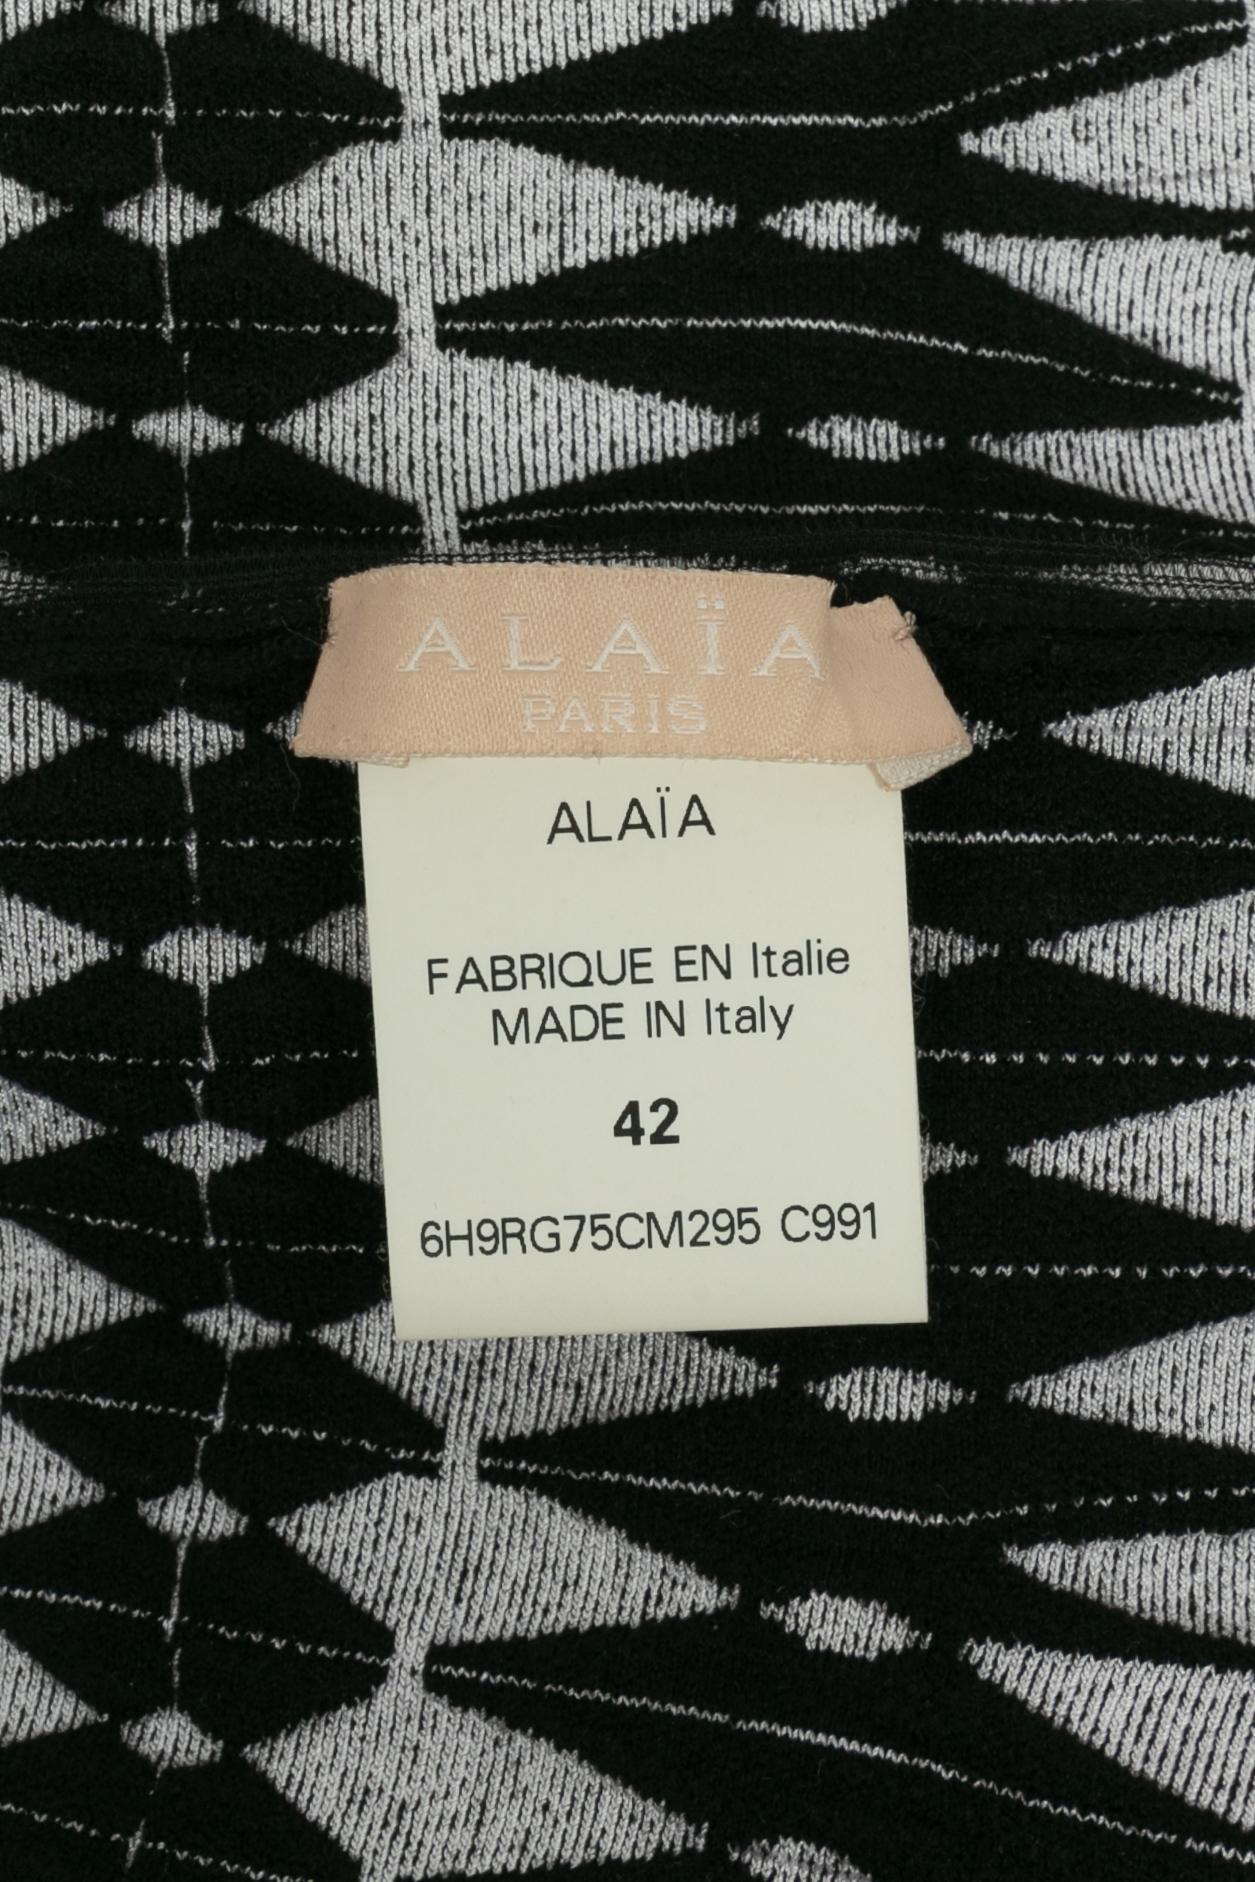 ALAÏA
PARIS
ALAÏA
FABRIQUE EN Italie
MADE IN Italy
42
6H9RG75CM295 C991